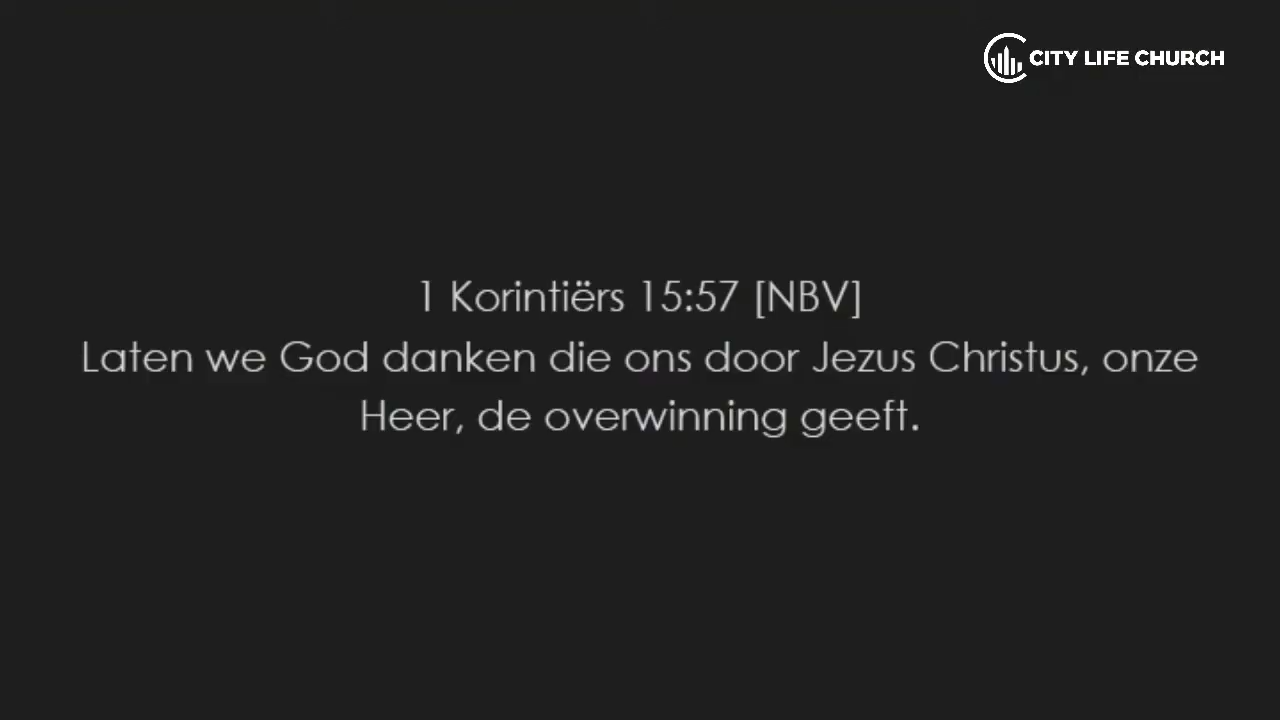 CITY LIFE CHURCH
1 Korintiërs 15:57 [NBV]
Laten we God danken die ons door Jezus Christus, onze
Heer, de overwinning geeft.